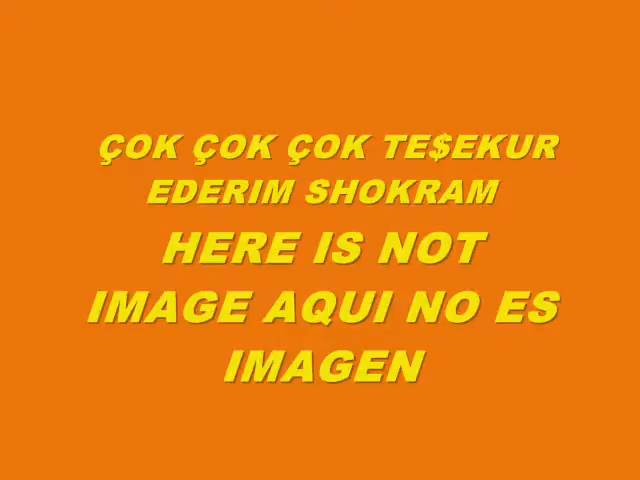 ÇOK ÇOK ÇOK TE$EKUR
EDERIM SHOKRAM
HERE IS NOT
IMAGE AQUI NO ES
IMAGEN